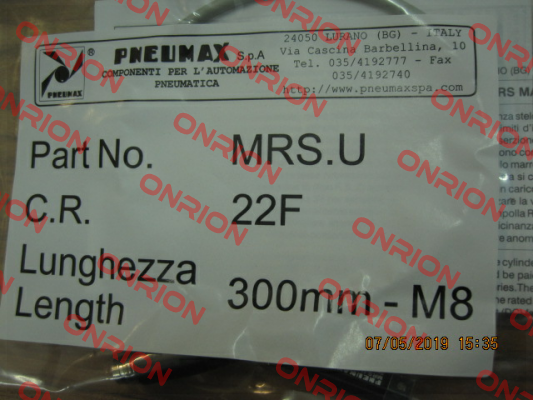 PNEUMAX
PNEUMAX S.p.A
COMPONENTI PER L'AUTOMAZIONE
PNEUMATICA
24050 LURANO (BG) - ITALY
Via Cascina Barbellina, 10
Tel. 035/4192777 - Fax
035/4192740
http://www.pneumaxspa.com
Part No. MRS.U
C.R. 22F
Lunghezza
Length 300mm - M8
07/05/2019 15:35
ONRION